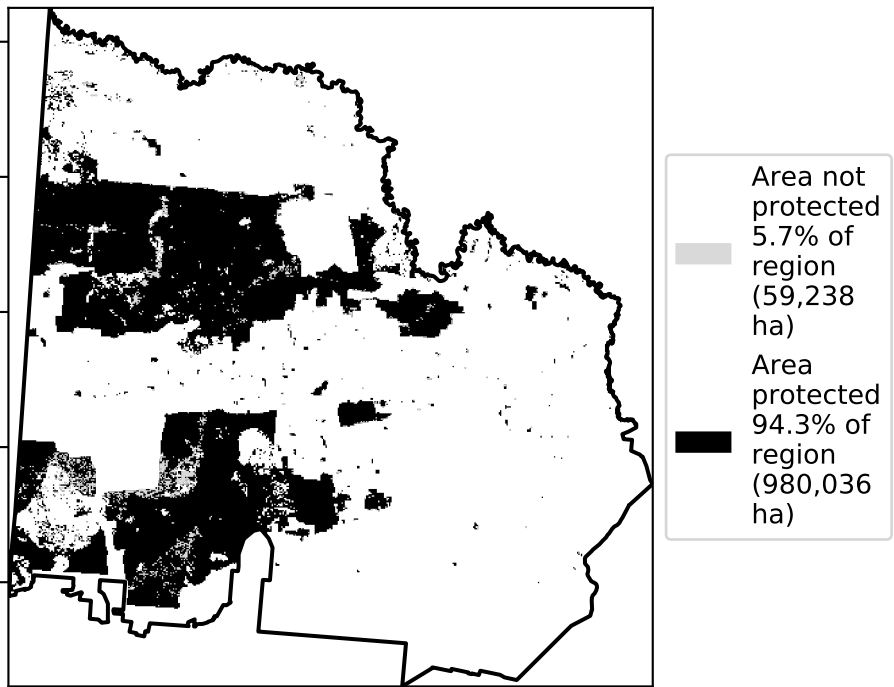 Area not
protected
5.7% of
region
(59,238
ha)
Area
protected
94.3% of
region
(980,036
ha)